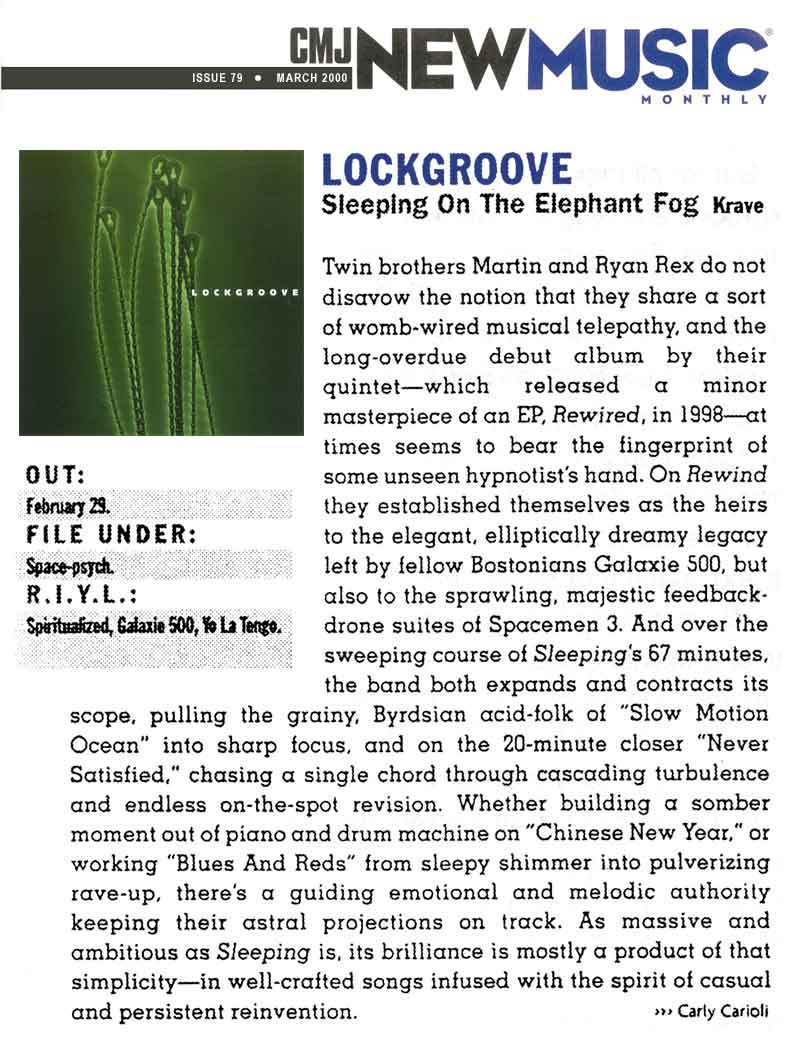 CMJ NEW MUSIC
ISSUE 79 ● MARCH 2000
MONTHLY
LOCKGROOVE
Sleeping On The Elephant Fog Krave
LOCKGROOVE
OUT:
February 29.
FILE UNDER:
Space-psych.
R.I.Y.L.:
Spiritualized, Galaxie 500, Yo La Tengo.
Twin brothers Martin and Ryan Rex do not
disavow the notion that they share a sort
of womb-wired musical telepathy, and the
long-overdue debut album by their
quintet—which released a minor
masterpiece of an EP, Rewired, in 1998—at
times seems to bear the fingerprint of
some unseen hypnotist's hand. On Rewind
they established themselves as the heirs
to the elegant, elliptically dreamy legacy
left by fellow Bostonians Galaxie 500, but
also to the sprawling, majestic feedback-
drone suites of Spacemen 3. And over the
sweeping course of Sleeping's 67 minutes,
the band both expands and contracts its
scope, pulling the grainy, Byrdsian acid-folk of "Slow Motion
Ocean" into sharp focus, and on the 20-minute closer "Never
Satisfied," chasing a single chord through cascading turbulence
and endless on-the-spot revision. Whether building a somber
moment out of piano and drum machine on "Chinese New Year," or
working "Blues And Reds" from sleepy shimmer into pulverizing
rave-up, there's a guiding emotional and melodic authority
keeping their astral projections on track. As massive and
ambitious as Sleeping is, its brilliance is mostly a product of that
simplicity—in well-crafted songs infused with the spirit of casual
and persistent reinvention.
››› Carly Carioli